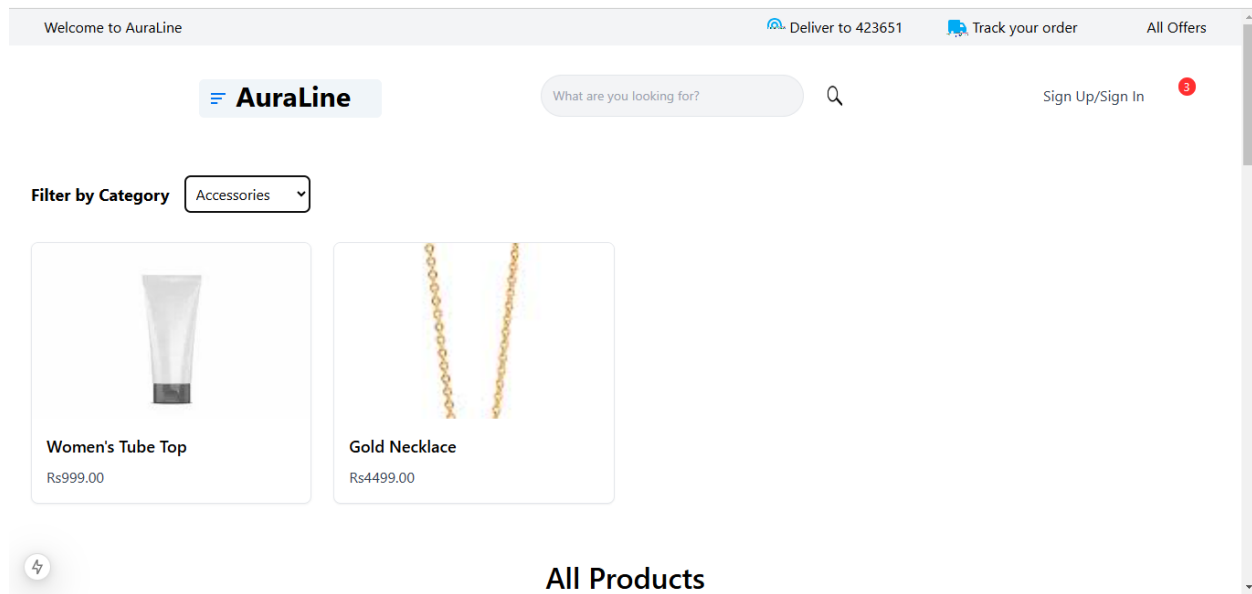 Welcome to AuraLine
Deliver to 423651
Track your order
All Offers
AuraLine
What are you looking for?
Sign Up/Sign In
3
Filter by Category
Accessories
Women's Tube Top
Rs999.00
Gold Necklace
Rs4499.00
All Products